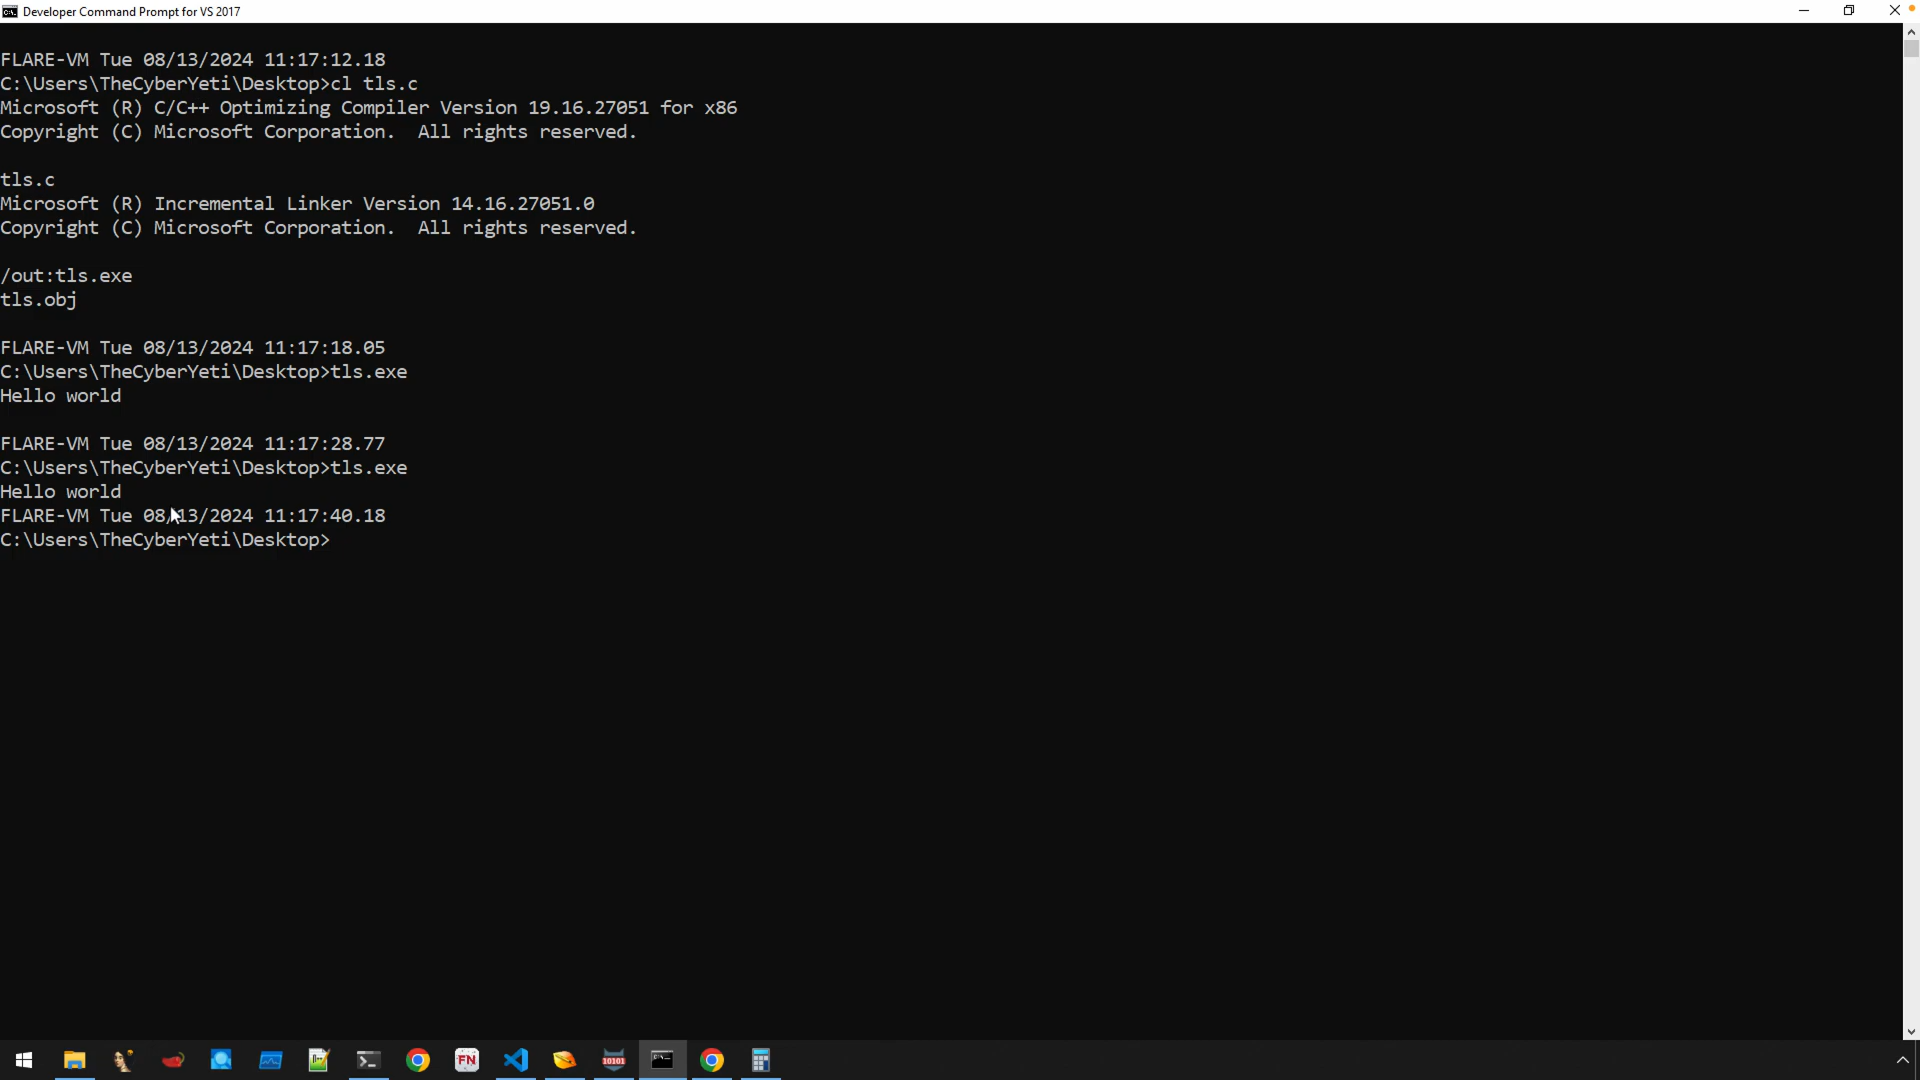 Developer Command Prompt for VS 2017
FLARE-VM Tue 08/13/2024 11:17:12.18
C:\Users\TheCyberYeti\Desktop>cl tls.c
Microsoft (R) C/C++ Optimizing Compiler Version 19.16.27051 for x86
Copyright (C) Microsoft Corporation.  All rights reserved.
tls.c
Microsoft (R) Incremental Linker Version 14.16.27051.0
Copyright (C) Microsoft Corporation.  All rights reserved.
/out:tls.exe
tls.obj
FLARE-VM Tue 08/13/2024 11:17:18.05
C:\Users\TheCyberYeti\Desktop>tls.exe
Hello world
FLARE-VM Tue 08/13/2024 11:17:28.77
C:\Users\TheCyberYeti\Desktop>tls.exe
Hello world
FLARE-VM Tue 08/13/2024 11:17:40.18
C:\Users\TheCyberYeti\Desktop>
FN
10101